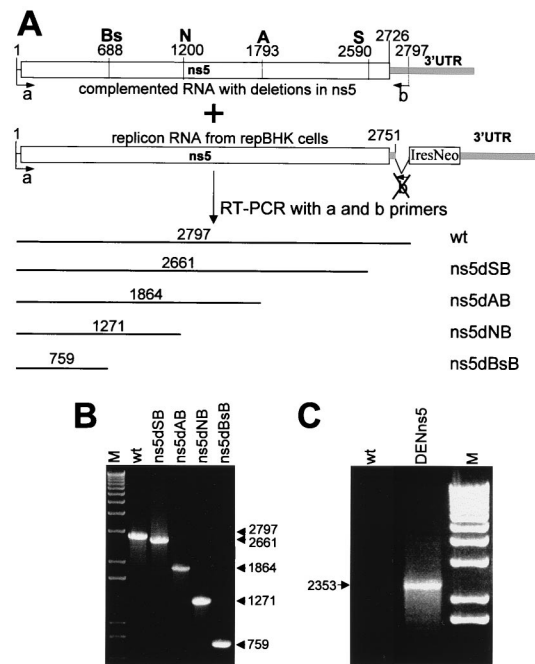 A
Bs N A S 2726
1 688 1200 1793 2590 2797
ns5 3'UTR
a complemented RNA with deletions in ns5 b
+
1 replicon RNA from repBHK cells 2751 3'UTR
ns5 IresNeo
a b
RT-PCR with a and b primers
2797 wt
2661 ns5dSB
1864 ns5dAB
1271 ns5dNB
759 ns5dBsB
B
M wt ns5dSB ns5dAB ns5dNB ns5dBsB
2797
2661
1864
1271
759
C
wt DENns5 M
2353